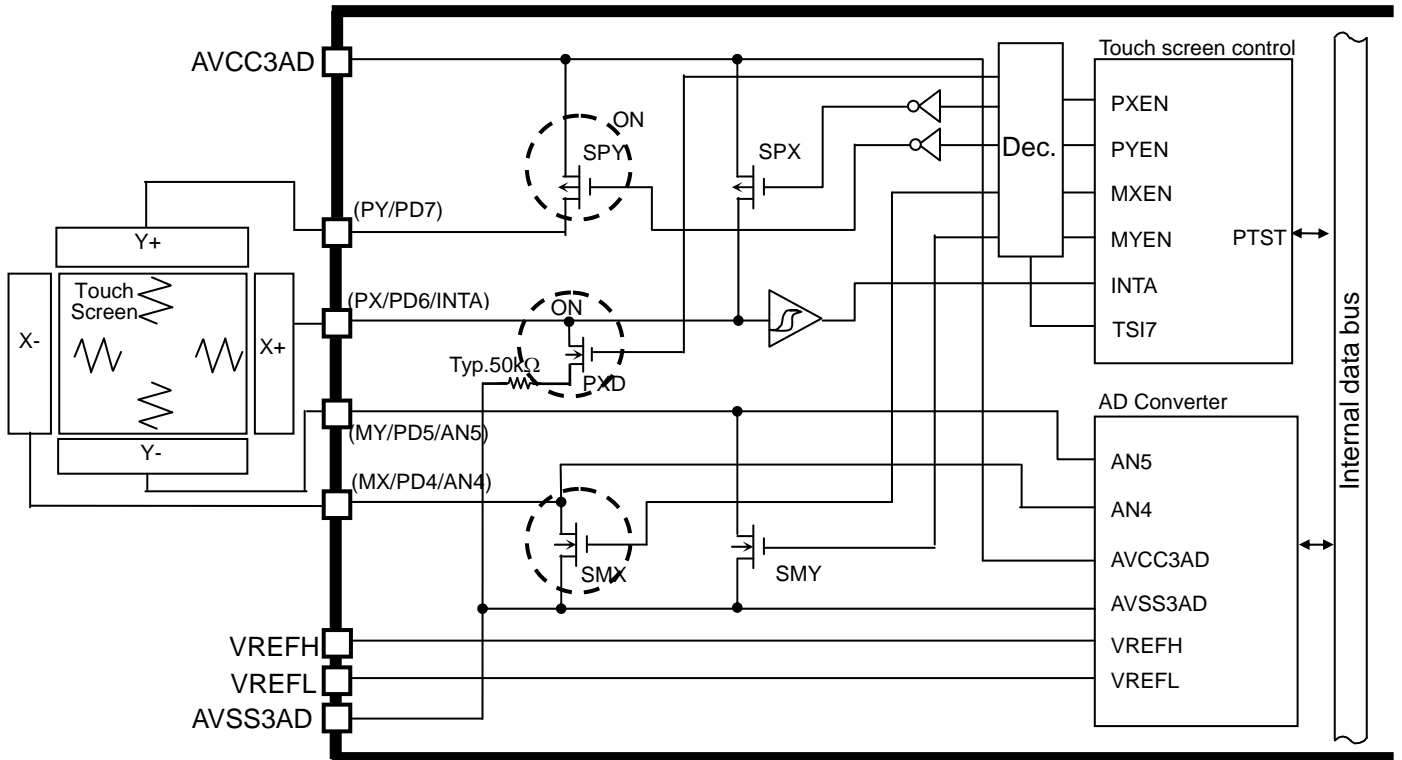 AVCC3AD
Touch screen control
ON
PXEN
SPY
SPX
Dec.
PYEN
MXEN
(PY/PD7)
Y+
MYEN
PTST
Touch
Screen
(PX/PD6/INTA)
INTA
ON
X-
X+
TSI7
Typ.50kΩ
PXD
Internal data bus
AD Converter
(MY/PD5/AN5)
Y-
AN5
(MX/PD4/AN4)
AN4
SMX
SMY
AVCC3AD
AVSS3AD
VREFH
VREFH
VREFL
VREFL
AVSS3AD